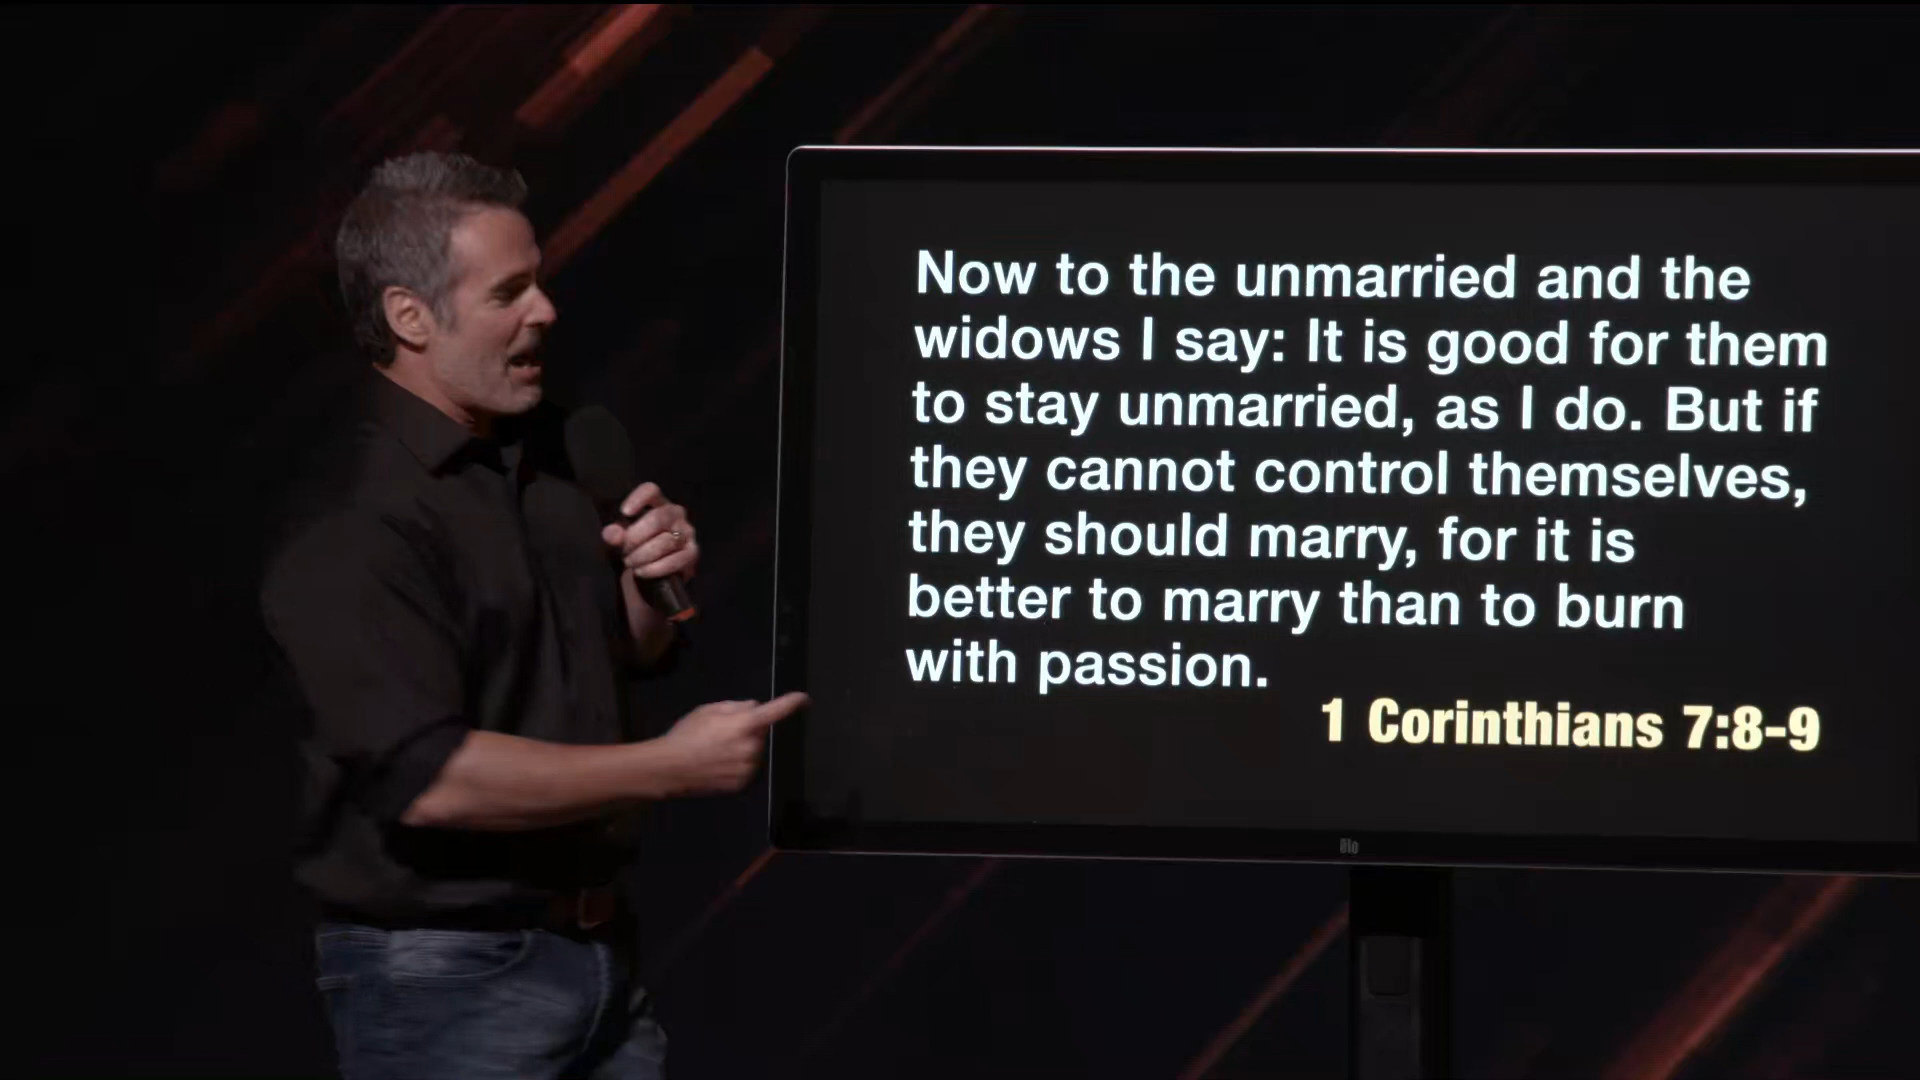 Now to the unmarried and the
widows I say: It is good for them
to stay unmarried, as I do. But if
they cannot control themselves,
they should marry, for it is
better to marry than to burn
with passion.
1 Corinthians 7:8-9
elo